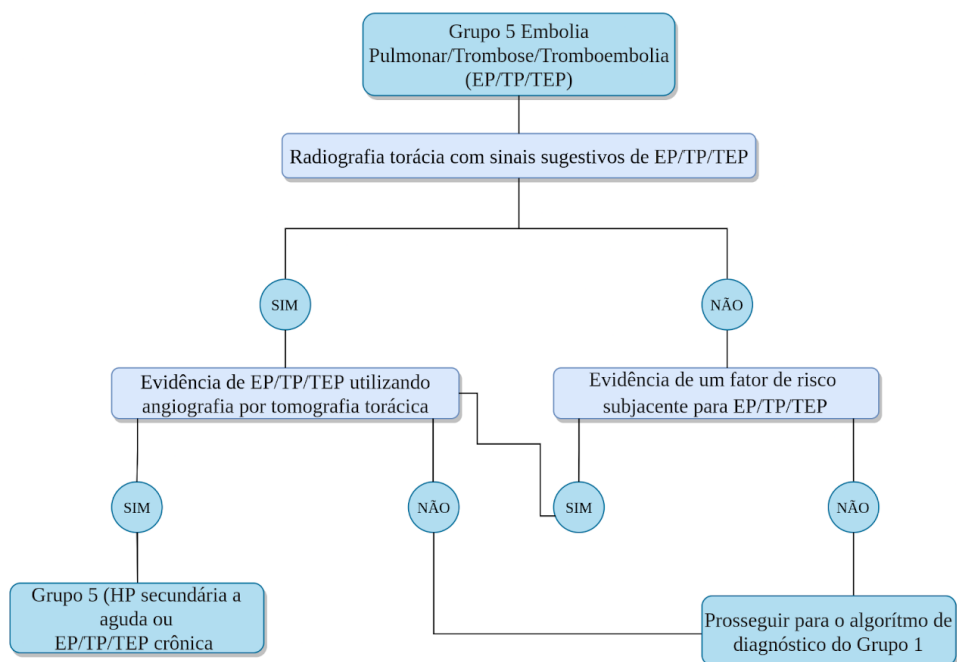 Grupo 5 Embolia
Pulmonar/Trombose/Tromboembolia
(EP/TP/TEP)
Radiografia torácia com sinais sugestivos de EP/TP/TEP
SIM
NÃO
Evidência de EP/TP/TEP utilizando
angiografia por tomografia torácica
Evidência de um fator de risco
subjacente para EP/TP/TEP
SIM
NÃO
SIM
NÃO
Grupo 5 (HP secundária a
aguda ou
EP/TP/TEP crônica
Prosseguir para o algorítmo de
diagnóstico do Grupo 1